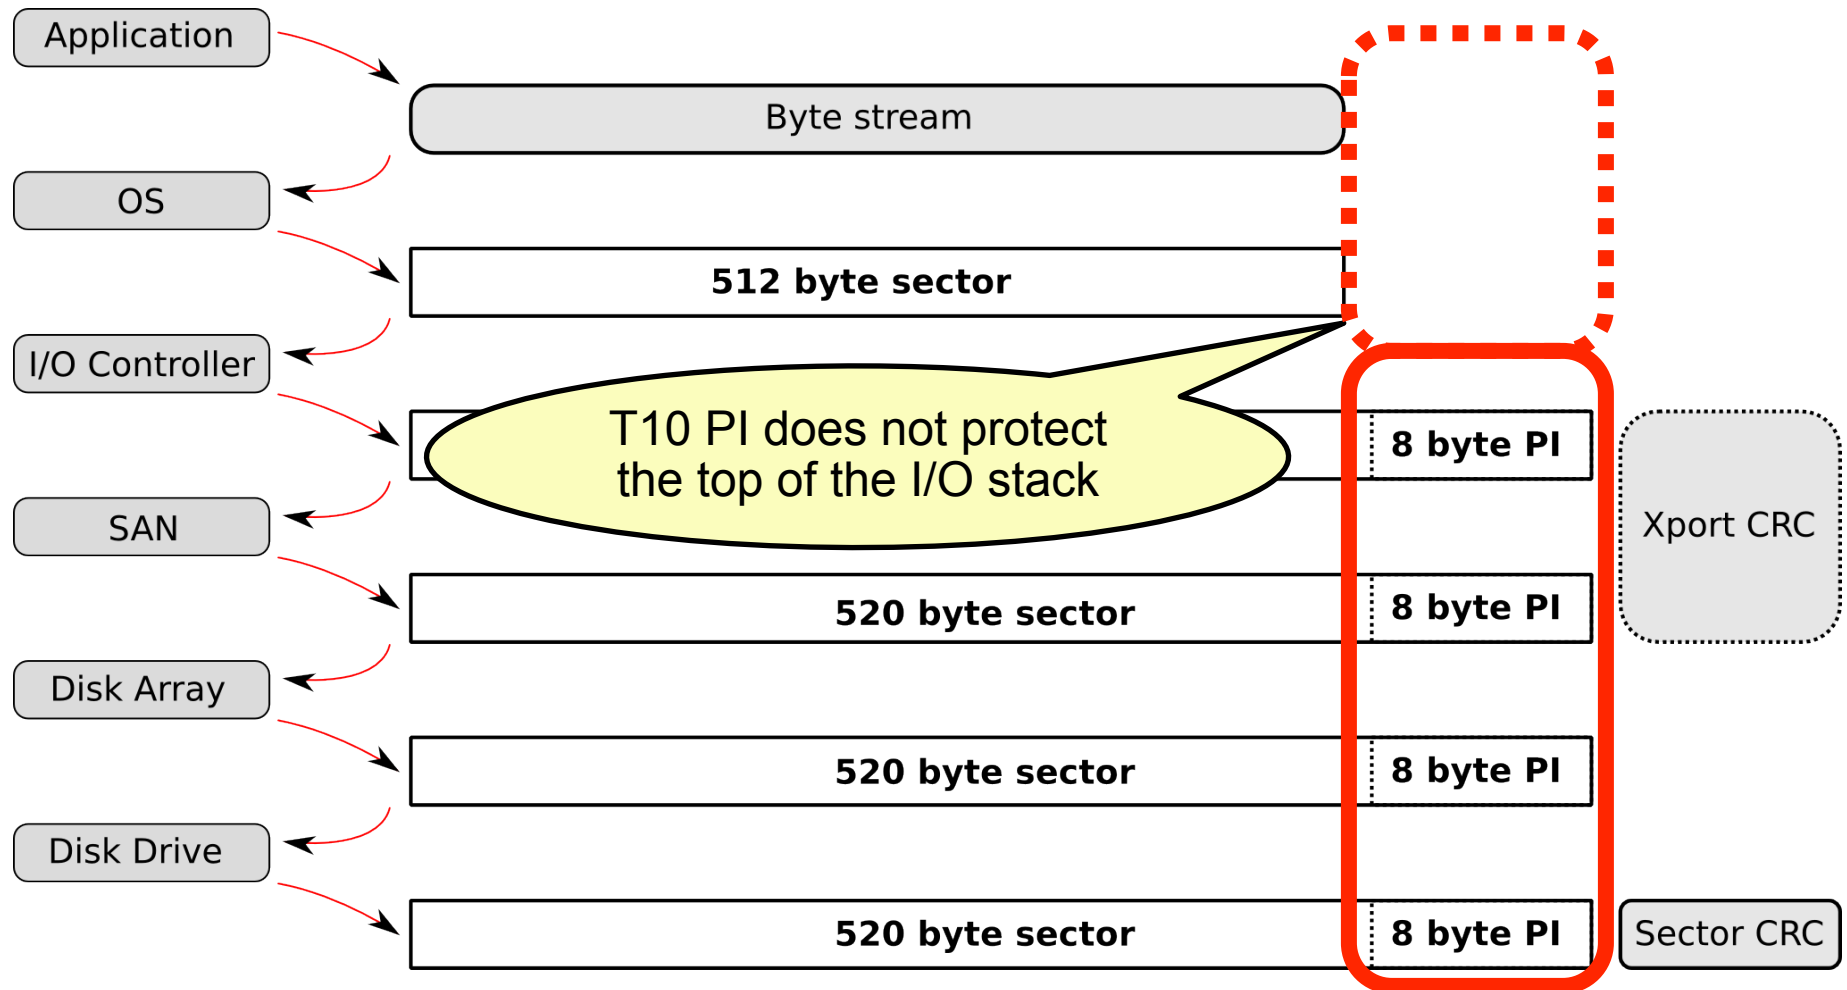 Application
Byte stream
OS
512 byte sector
I/O Controller
T10 PI does not protect
the top of the I/O stack
8 byte PI
SAN
Xport CRC
520 byte sector
8 byte PI
Disk Array
520 byte sector
8 byte PI
Disk Drive
520 byte sector
8 byte PI
Sector CRC